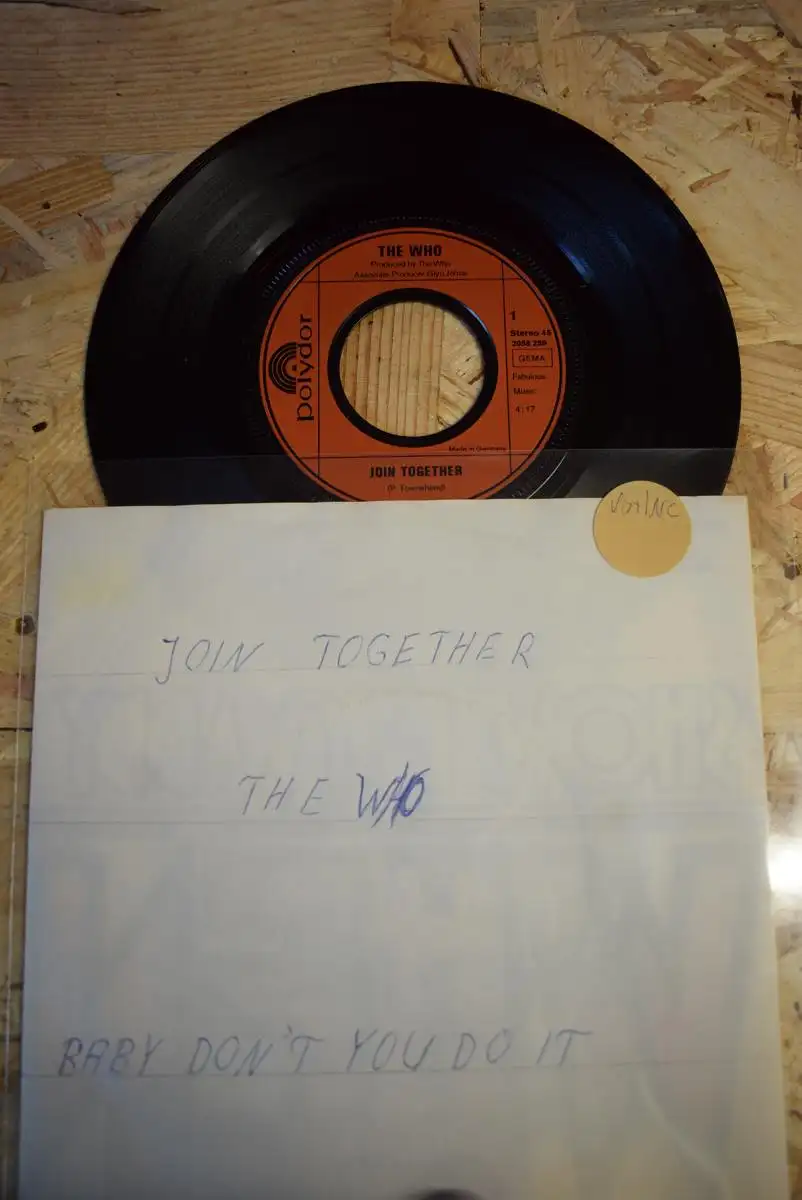 THE WHO
Produced by The Who
Associate Producer Glyn Johns
polydor
1
Stereo 45
2058 250
GEMA
Fabulous
Music
4:17
Made in Germany
JOIN TOGETHER
(P. Townshend)
JOIN TOGETHER
THE WHO
BABY DON'T YOU DO IT